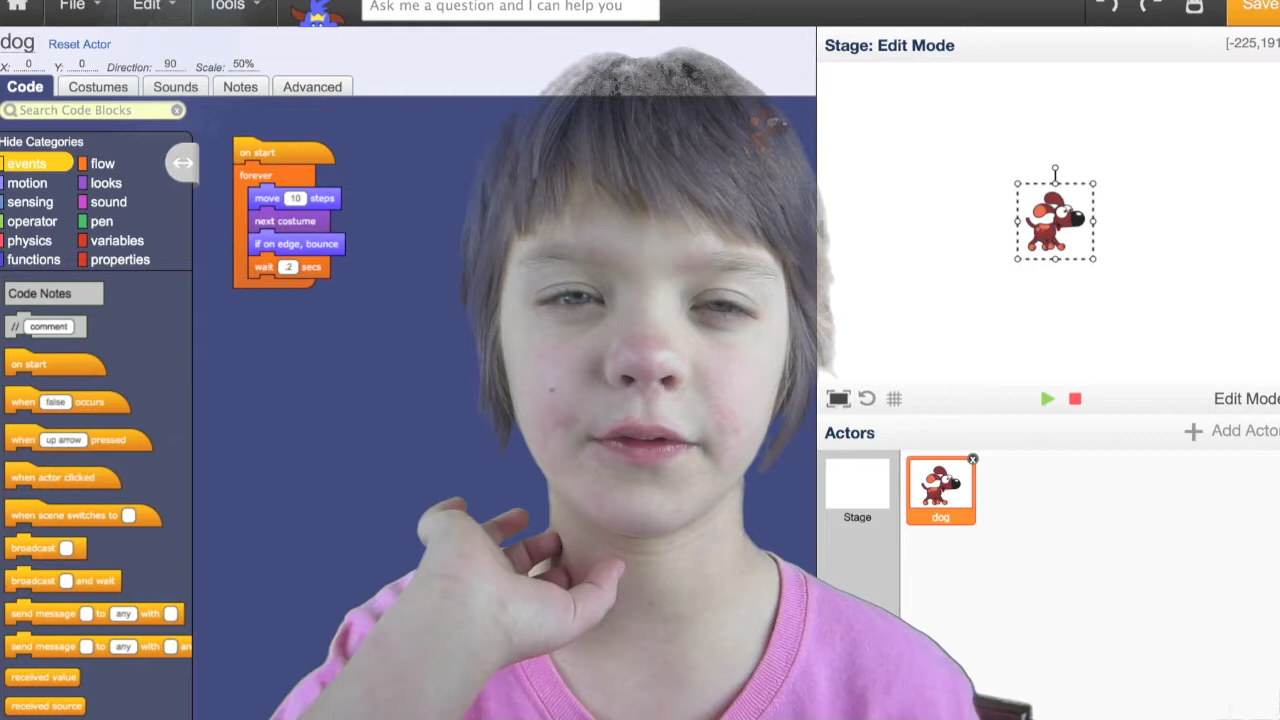 File Edit Tools Ask me a question and I can help you Save
dog Reset Actor
X: 0 Y: 0 Direction: 90 Scale: 50%
Code Costumes Sounds Notes Advanced
Search Code Blocks
Hide Categories
events flow
motion looks
sensing sound
operator pen
physics variables
functions properties
Code Notes
// comment
on start
when false occurs
when up arrow pressed
when actor clicked
when scene switches to
broadcast
broadcast and wait
send message to any with
send message to any with
received value
received source
on start
forever
move 10 steps
next costume
if on edge, bounce
wait .2 secs
Stage: Edit Mode [-225,191
Edit Mode
Actors + Add Actor
Stage dog